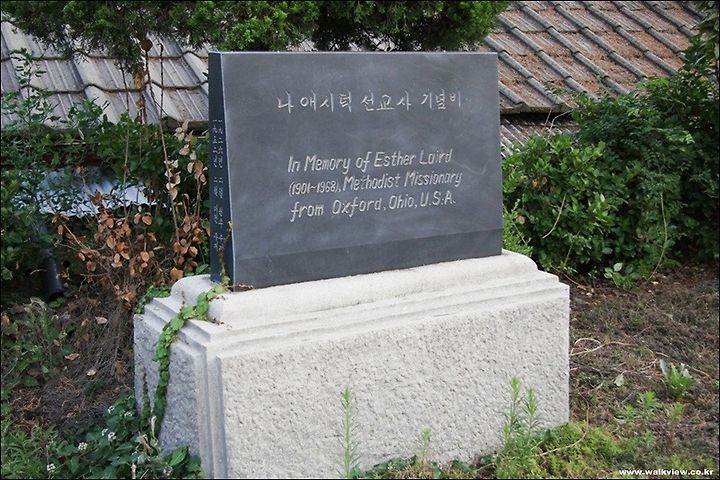 나애시덕 선교사 기념비
In Memory of Esther Laird
(1901~1968), Methodist Missionary
from Oxford, Ohio, U.S.A.
www.walkview.co.kr